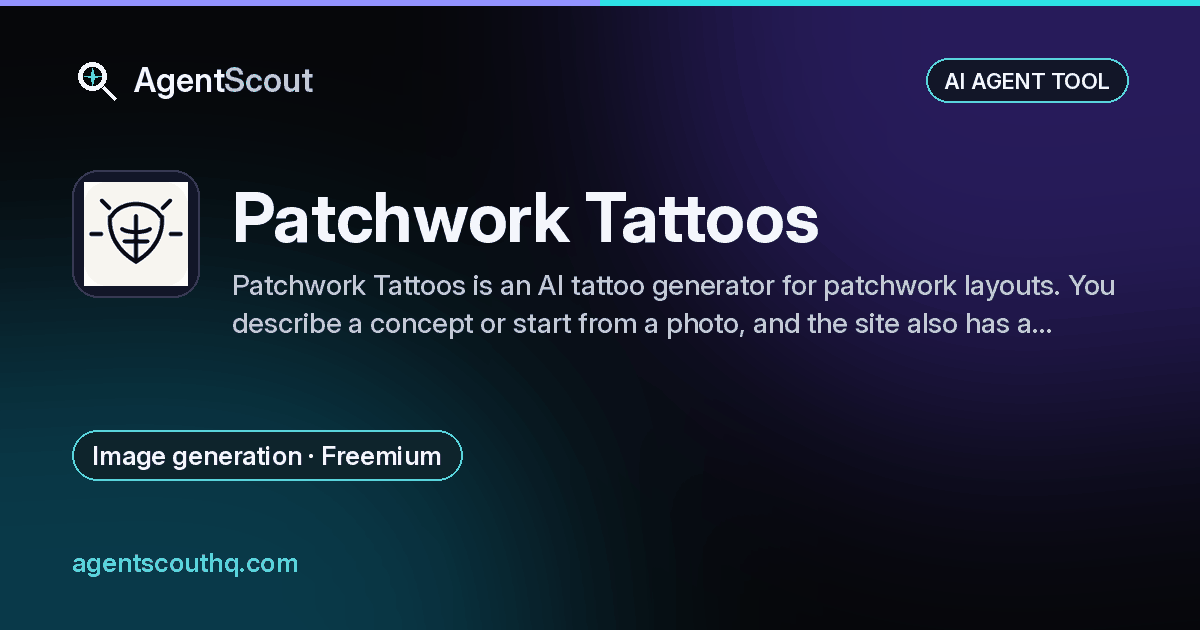 AgentScout
AI AGENT TOOL
Patchwork Tattoos
Patchwork Tattoos is an AI tattoo generator for patchwork layouts. You
describe a concept or start from a photo, and the site also has a...
Image generation · Freemium
agentscouthq.com